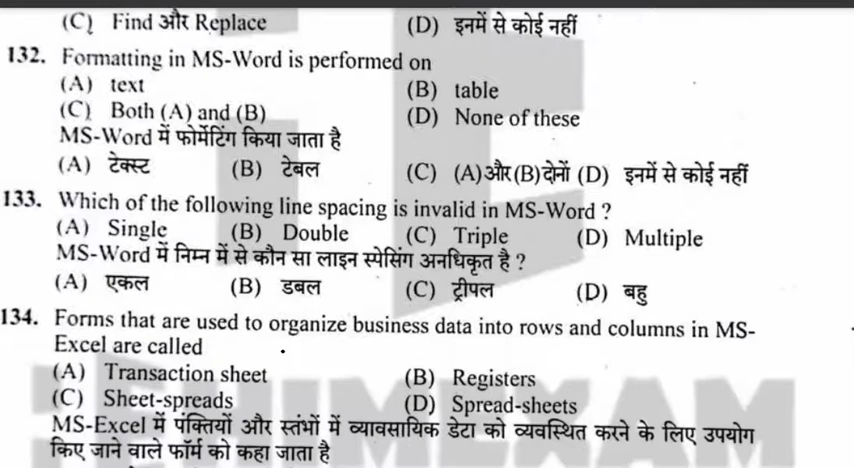 (C) Find और Replace (D) इनमें से कोई नहीं
132. Formatting in MS-Word is performed on
(A) text (B) table
(C) Both (A) and (B) (D) None of these
MS-Word में फोर्मेटिंग किया जाता है
(A) टेक्स्ट (B) टेबल (C) (A)और(B)दोनों (D) इनमें से कोई नहीं
133. Which of the following line spacing is invalid in MS-Word ?
(A) Single (B) Double (C) Triple (D) Multiple
MS-Word में निम्न में से कौन सा लाइन स्पेसिंग अनधिकृत है ?
(A) एकल (B) डबल (C) ट्रीपल (D) बहु
134. Forms that are used to organize business data into rows and columns in MS-
Excel are called
(A) Transaction sheet (B) Registers
(C) Sheet-spreads (D) Spread-sheets
MS-Excel में पंक्तियों और स्तंभों में व्यावसायिक डेटा को व्यवस्थित करने के लिए उपयोग
किए जाने वाले फॉर्म को कहा जाता है